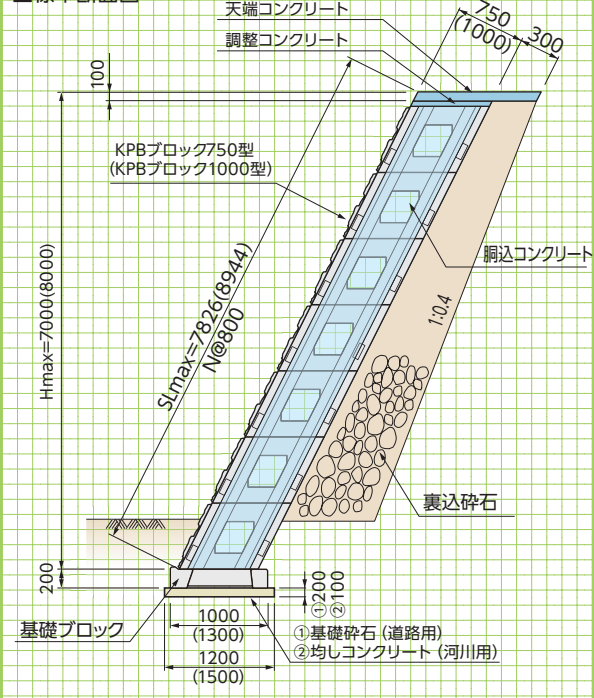 天端コンクリート
調整コンクリート
750
(1000)
300
100
KPBブロック750型
(KPBブロック1000型)
胴込コンクリート
Hmax=7000(8000)
SLmax=7826(8944)
N@800
1:0.4
裏込砕石
200
①200
②100
基礎ブロック
1000
(1300)
1200
(1500)
①基礎砕石(道路用)
②均しコンクリート(河川用)